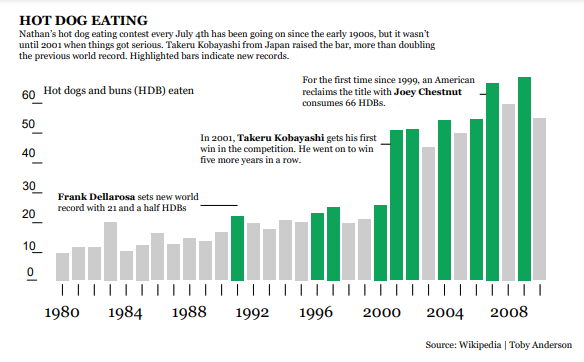 HOT DOG EATING
Nathan's hot dog eating contest every July 4th has been going on since the early 1900s, but it wasn't
until 2001 when things got serious. Takeru Kobayashi from Japan raised the bar, more than doubling
the previous world record. Highlighted bars indicate new records.
For the first time since 1999, an American
reclaims the title with Joey Chestnut
consumes 66 HDBs.
Hot dogs and buns (HDB) eaten
In 2001, Takeru Kobayashi gets his first
win in the competition. He went on to win
five more years in a row.
Frank Dellarosa sets new world
record with 21 and a half HDBs
60
50
40
30
20
10
0
1980 1984 1988 1992 1996 2000 2004 2008
Source: Wikipedia | Toby Anderson